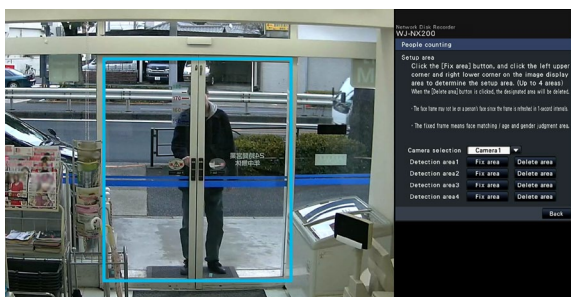 Network Disk Recorder
WJ-NX200
People counting
Setup area
Click the [Fix area] button, and click the left upper
corner and right lower corner on the image display
area to determine the setup area. (Up to 4 areas)
When the [Delete area] button is clicked, the designated area will be deleted.
- The face frame may not be on a person's face since the frame is refreshed in 1-second intervals.
- The fixed frame means face matching / age and gender judgment area.
Camera selection Camera1
Detection area1 Fix area Delete area
Detection area2 Fix area Delete area
Detection area3 Fix area Delete area
Detection area4 Fix area Delete area
Back